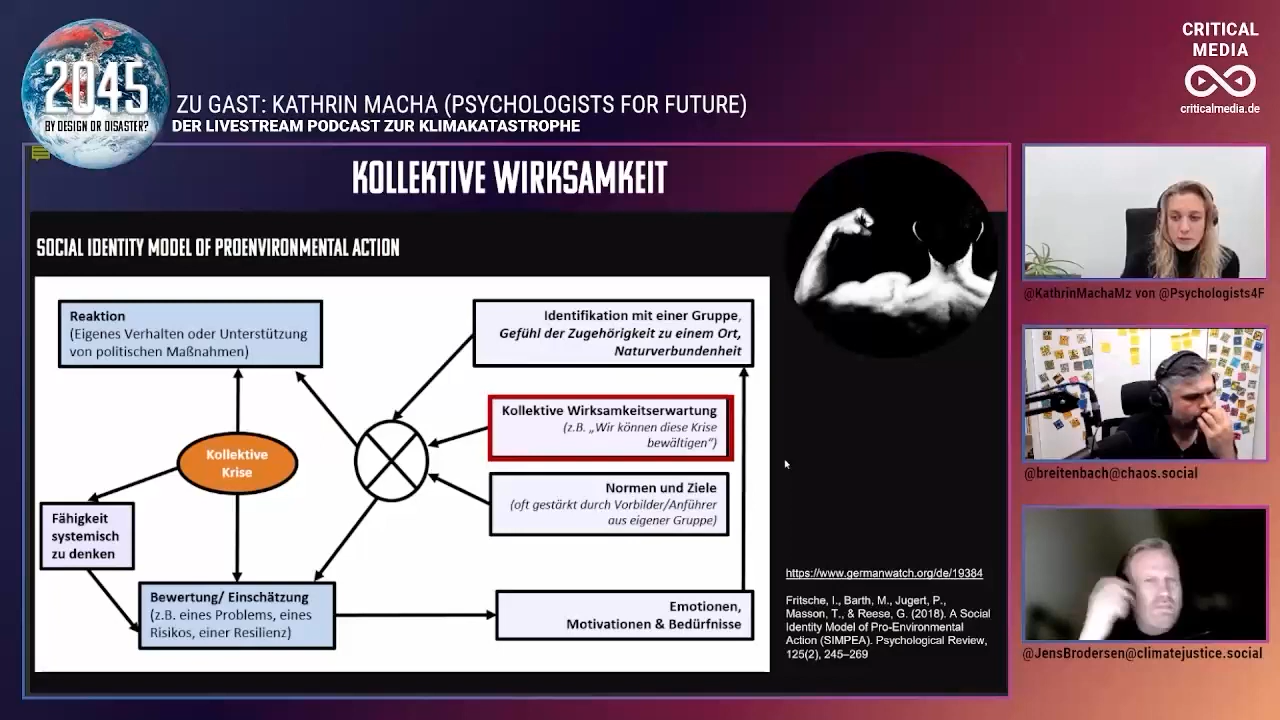 2045
BY DESIGN OR DISASTER?
ZU GAST: KATHRIN MACHA (PSYCHOLOGISTS FOR FUTURE)
DER LIVESTREAM PODCAST ZUR KLIMAKATASTROPHE
CRITICAL
MEDIA
criticalmedia.de
KOLLEKTIVE WIRKSAMKEIT
SOCIAL IDENTITY MODEL OF PROENVIRONMENTAL ACTION
Reaktion
(Eigenes Verhalten oder Unterstützung
von politischen Maßnahmen)
Identifikation mit einer Gruppe,
Gefühl der Zugehörigkeit zu einem Ort,
Naturverbundenheit
Kollektive Wirksamkeitserwartung
(z.B. „Wir können diese Krise
bewältigen“)
Kollektive
Krise
Normen und Ziele
(oft gestärkt durch Vorbilder/Anführer
aus eigener Gruppe)
Fähigkeit
systemisch
zu denken
Bewertung/ Einschätzung
(z.B. eines Problems, eines
Risikos, einer Resilienz)
Emotionen,
Motivationen & Bedürfnisse
https://www.germanwatch.org/de/19384
Fritsche, I., Barth, M., Jugert, P.,
Masson, T., & Reese, G. (2018). A Social
Identity Model of Pro-Environmental
Action (SIMPEA). Psychological Review,
125(2), 245–269
@KathrinMachaMz von @Psychologists4F
@breitenbach@chaos.social
@JensBrodersen@climatejustice.social